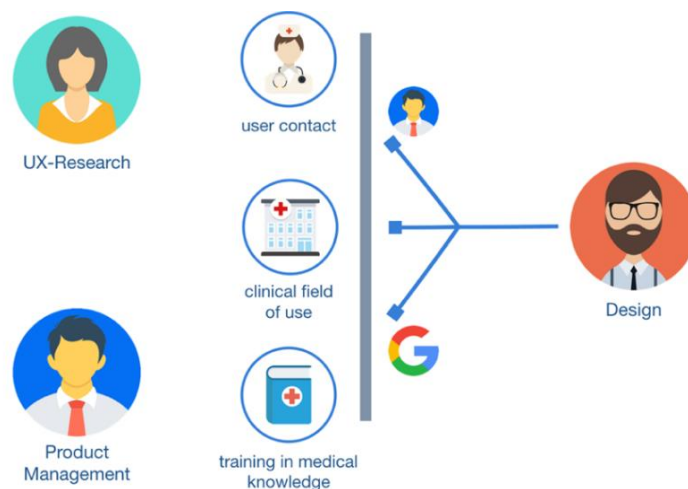 user contact
UX-Research
clinical field
of use
Design
Product
Management
training in medical
knowledge